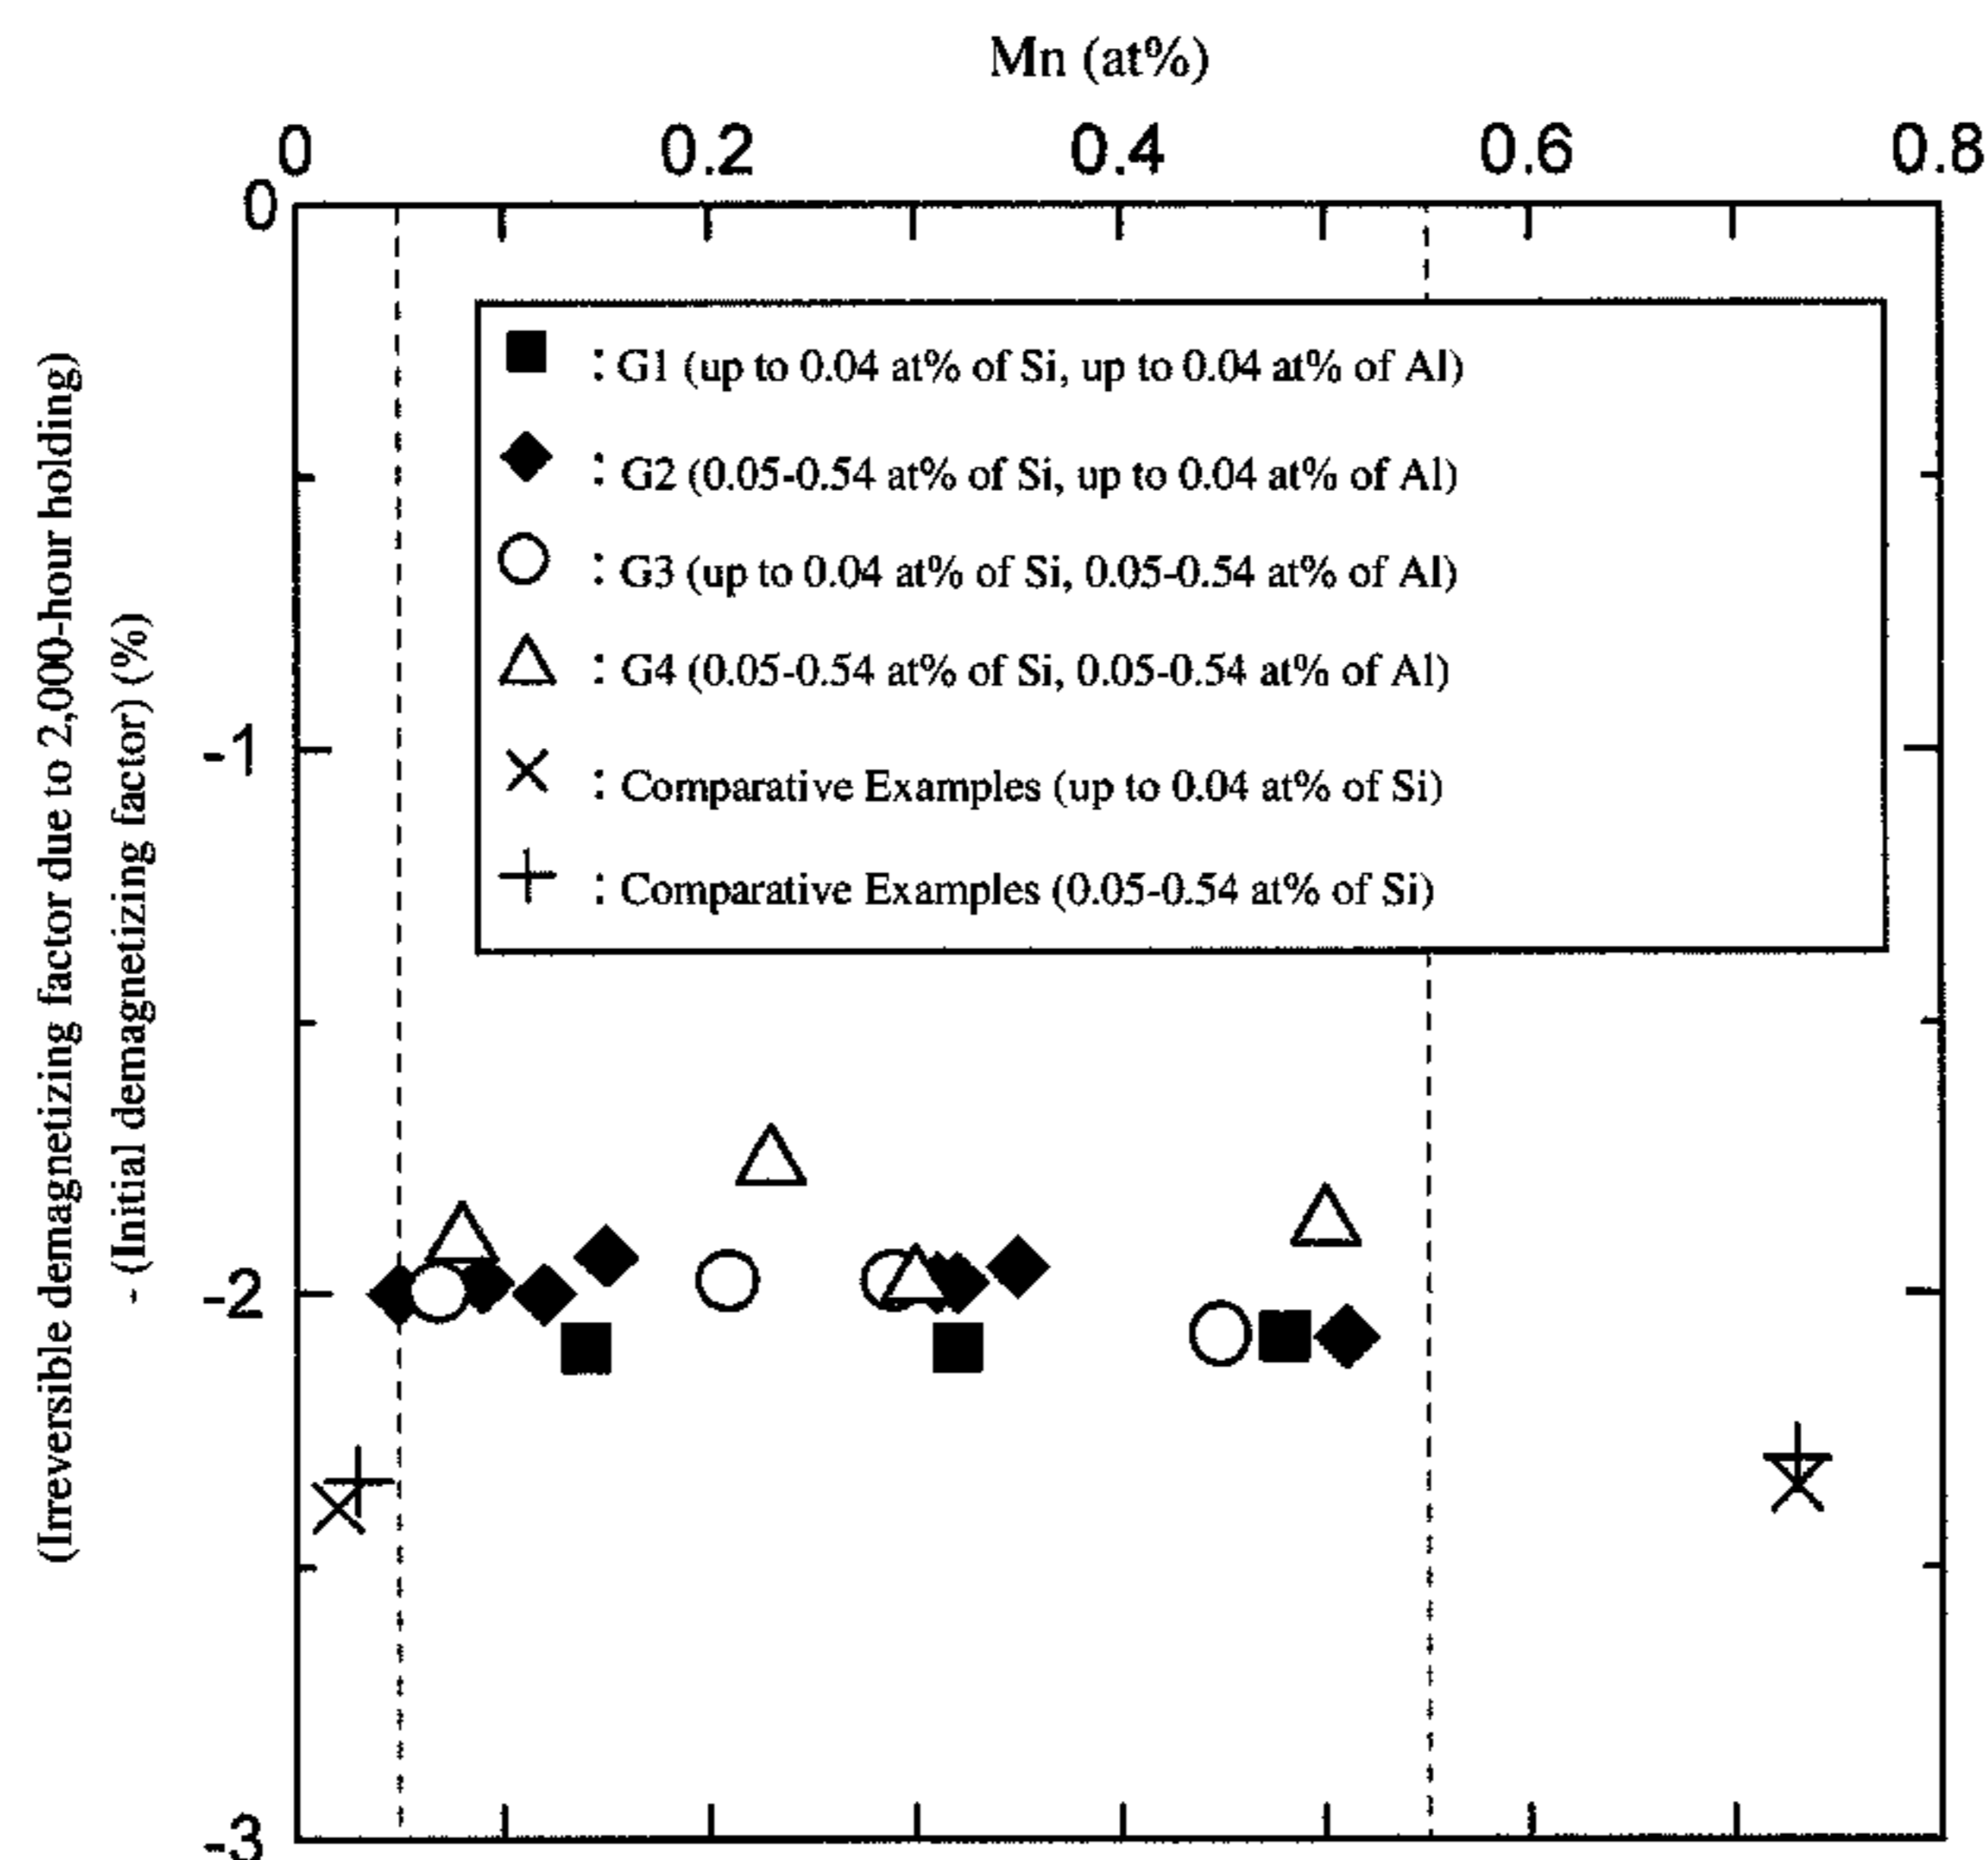 Mn (at%)
0 0.2 0.4 0.6 0.8
0
-1
-2
-3
(Irreversible demagnetizing factor due to 2,000-hour holding)
- (Initial demagnetizing factor) (%)
: G1 (up to 0.04 at% of Si, up to 0.04 at% of Al)
: G2 (0.05-0.54 at% of Si, up to 0.04 at% of Al)
: G3 (up to 0.04 at% of Si, 0.05-0.54 at% of Al)
: G4 (0.05-0.54 at% of Si, 0.05-0.54 at% of Al)
: Comparative Examples (up to 0.04 at% of Si)
: Comparative Examples (0.05-0.54 at% of Si)